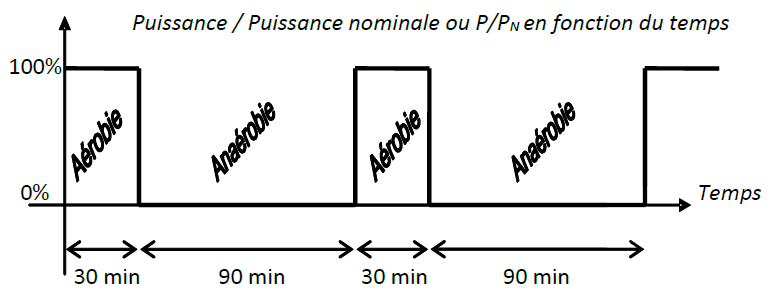 Puissance / Puissance nominale ou P/PN en fonction du temps
100%
Aérobie
Anaérobie
Aérobie
Anaérobie
0%
Temps
30 min
90 min
30 min
90 min